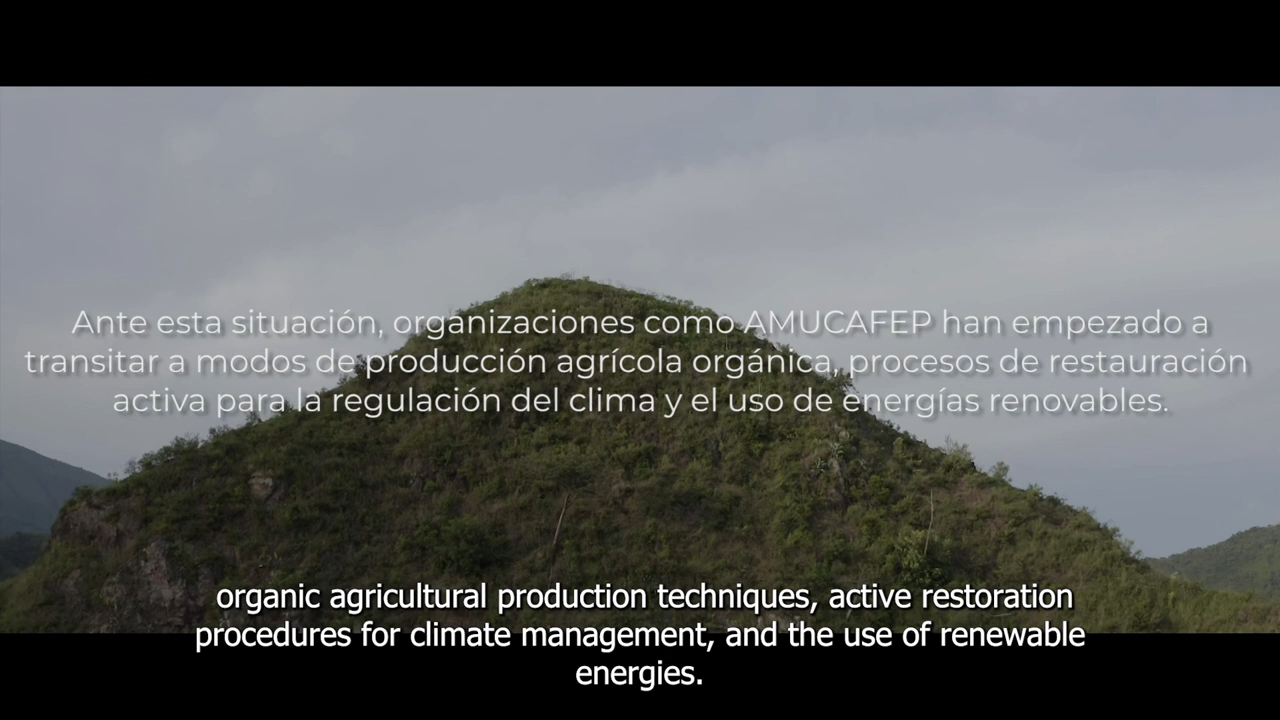 Ante esta situación, organizaciones como AMUCAFEP han empezado a
transitar a modos de producción agrícola orgánica, procesos de restauración
activa para la regulación del clima y el uso de energías renovables.
organic agricultural production techniques, active restoration
procedures for climate management, and the use of renewable
energies.